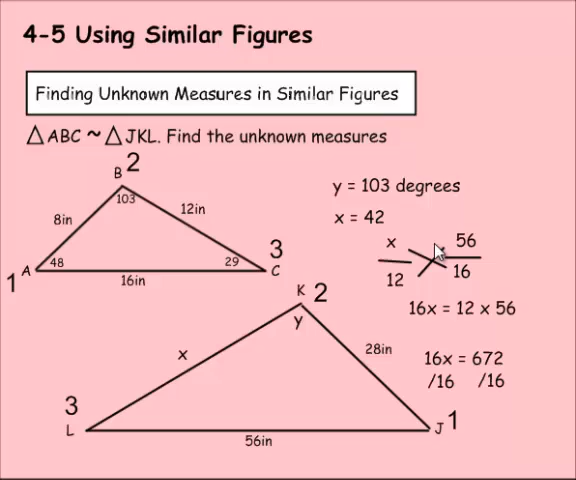 4-5 Using Similar Figures
Finding Unknown Measures in Similar Figures
△ABC ~ △JKL. Find the unknown measures
B 2
103
8in
12in
A
1
48
29
C
3
16in
y = 103 degrees
x = 42
x 56
12 16
16x = 12 x 56
16x = 672
/16 /16
K 2
y
x
28in
3
L
J 1
56in